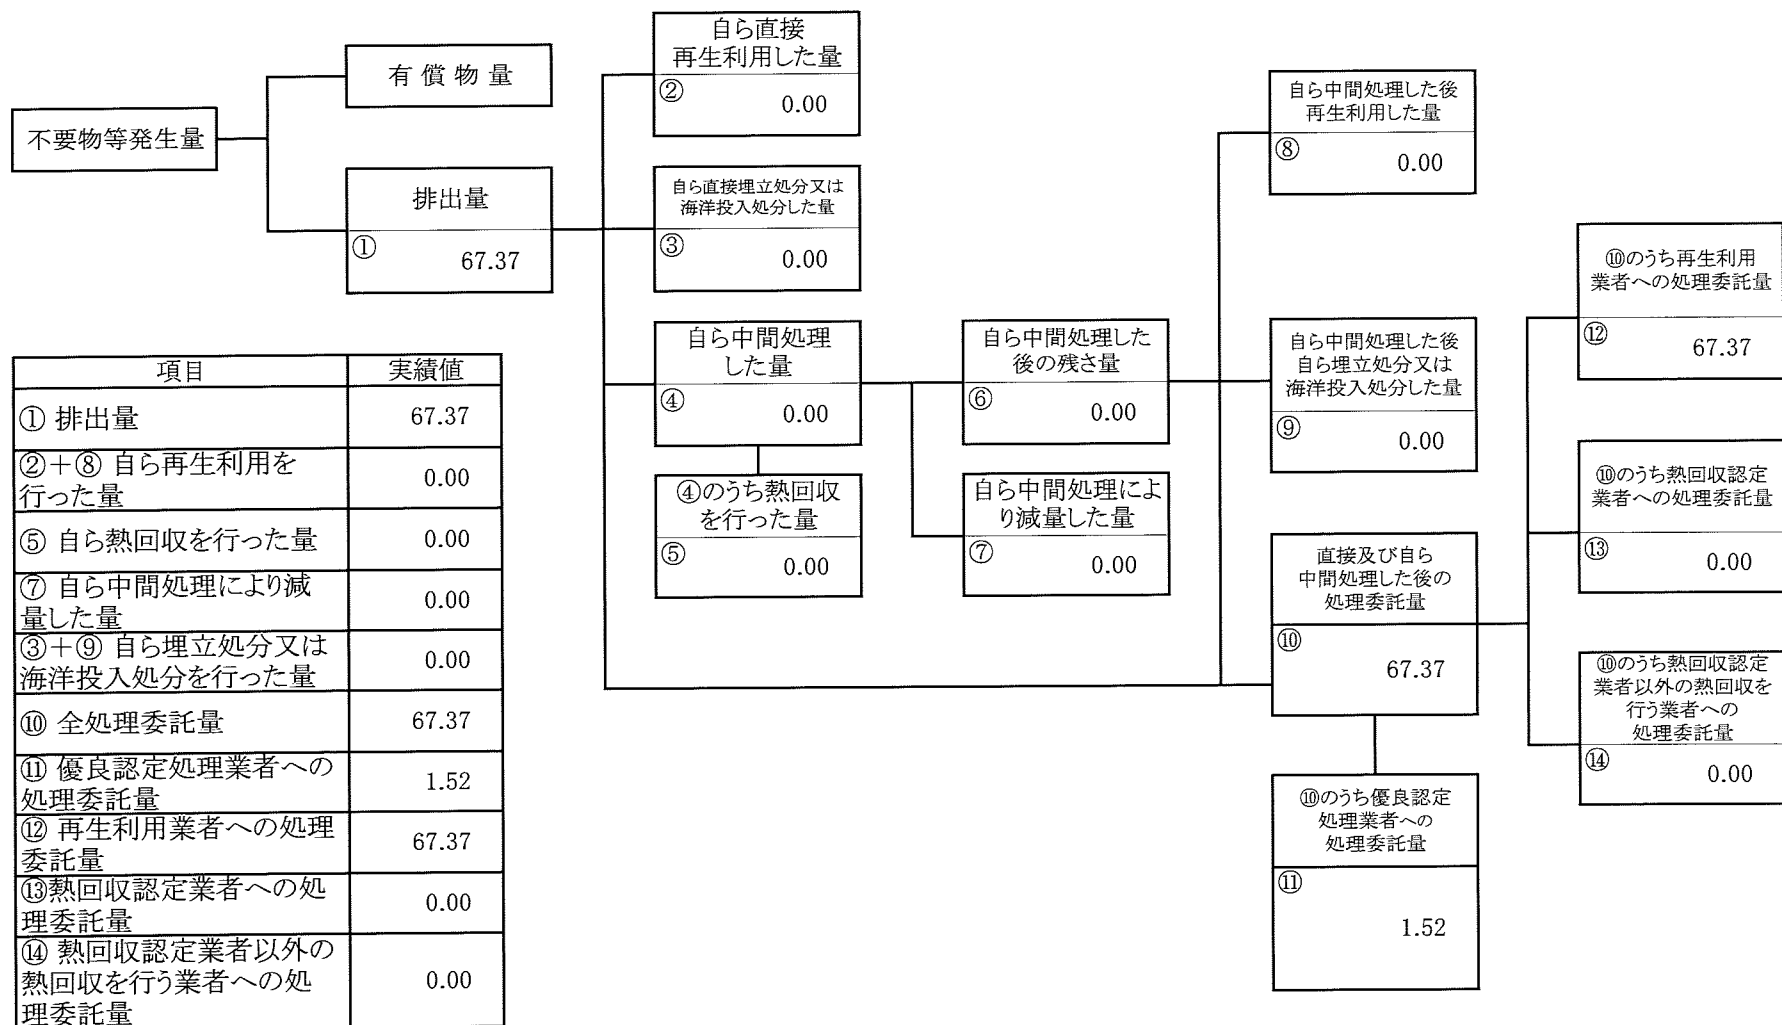 不要物等発生量
有償物量
排出量
①
67.37
自ら直接
再生利用した量
②
0.00
自ら直接埋立処分又は
海洋投入処分した量
③
0.00
自ら中間処理
した量
④
0.00
④のうち熱回収
を行った量
⑤
0.00
自ら中間処理した
後の残さ量
⑥
0.00
自ら中間処理によ
り減量した量
⑦
0.00
自ら中間処理した後
再生利用した量
⑧
0.00
自ら中間処理した後
自ら埋立処分又は
海洋投入処分した量
⑨
0.00
直接及び自ら
中間処理した後の
処理委託量
⑩
67.37
⑩のうち優良認定
処理業者への
処理委託量
⑪
1.52
⑩のうち再生利用
業者への処理委託量
⑫
67.37
⑩のうち熱回収認定
業者への処理委託量
⑬
0.00
⑩のうち熱回収認定
業者以外の熱回収を
行う業者への
処理委託量
⑭
0.00
項目 実績値
① 排出量 67.37
②+⑧ 自ら再生利用を
行った量 0.00
⑤ 自ら熱回収を行った量 0.00
⑦ 自ら中間処理により減
量した量 0.00
③+⑨ 自ら埋立処分又は
海洋投入処分を行った量 0.00
⑩ 全処理委託量 67.37
⑪ 優良認定処理業者への
処理委託量 1.52
⑫ 再生利用業者への処理
委託量 67.37
⑬熱回収認定業者への処
理委託量 0.00
⑭ 熱回収認定業者以外の
熱回収を行う業者への処
理委託量 0.00